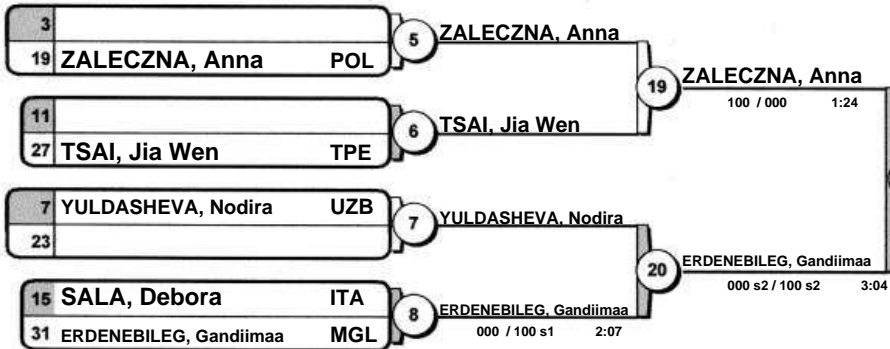 3
19 ZALECZNA, Anna POL
5
ZALECZNA, Anna
11
27 TSAI, Jia Wen TPE
6
TSAI, Jia Wen
19
ZALECZNA, Anna
100 / 000 1:24
7 YULDASHEVA, Nodira UZB
23
7
YULDASHEVA, Nodira
15 SALA, Debora ITA
31 ERDENEBILEG, Gandiimaa MGL
8
ERDENEBILEG, Gandiimaa
000 / 100 s1 2:07
20
ERDENEBILEG, Gandiimaa
000 s2 / 100 s2 3:04